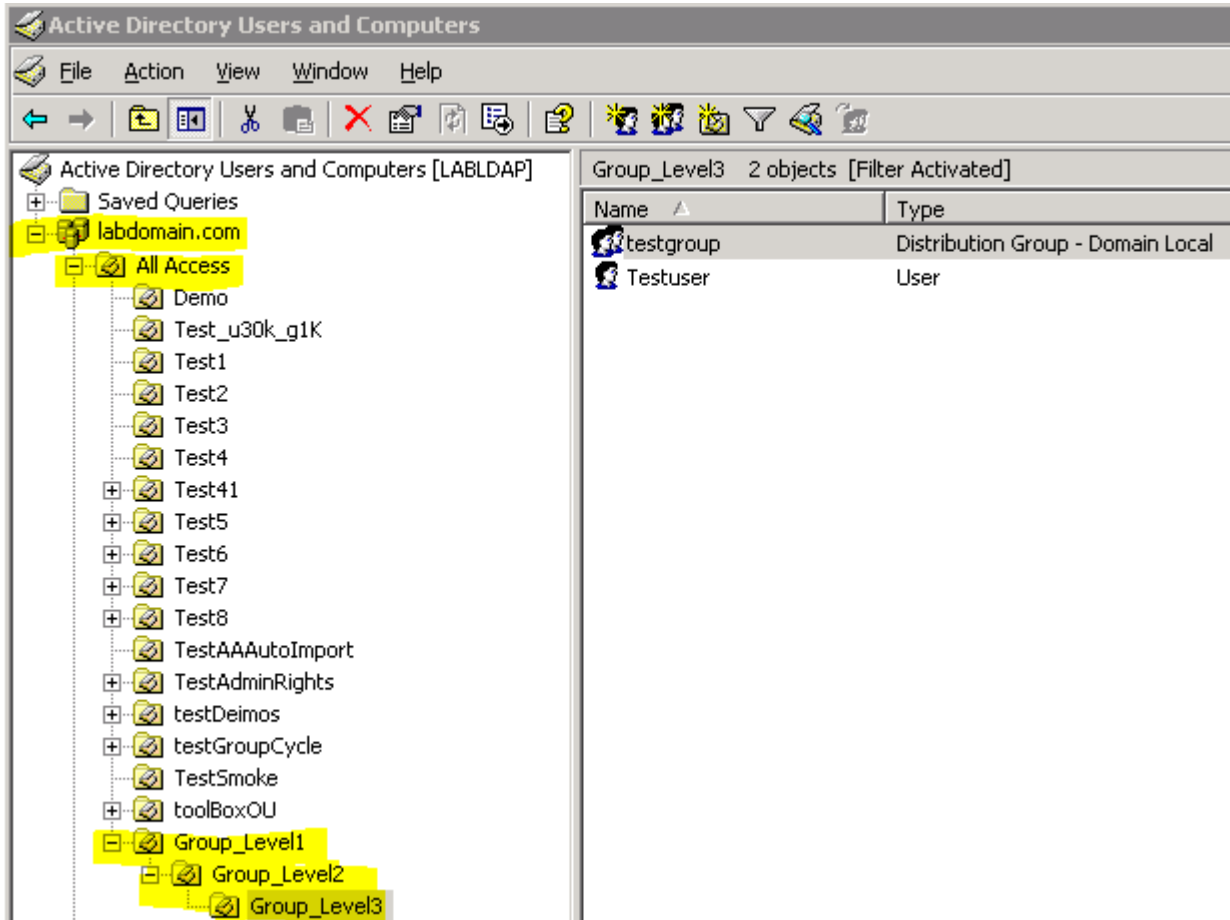 Active Directory Users and Computers
File Action View Window Help
Active Directory Users and Computers [LABLDAP]
Saved Queries
labdomain.com
All Access
Demo
Test_u30k_g1K
Test1
Test2
Test3
Test4
Test41
Test5
Test6
Test7
Test8
TestAAAutoImport
TestAdminRights
testDeimos
testGroupCycle
TestSmoke
toolBoxOU
Group_Level1
Group_Level2
Group_Level3
Group_Level3 2 objects [Filter Activated]
Name Type
testgroup Distribution Group - Domain Local
Testuser User